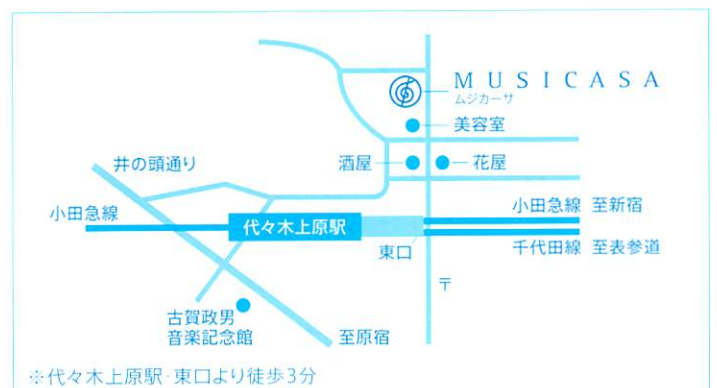 MUSICASA
ムジカーサ
美容室
酒屋
花屋
井の頭通り
小田急線
代々木上原駅
小田急線 至新宿
東口
千代田線 至表参道
〒
古賀政男
音楽記念館
至原宿
※代々木上原駅·東口より徒歩3分